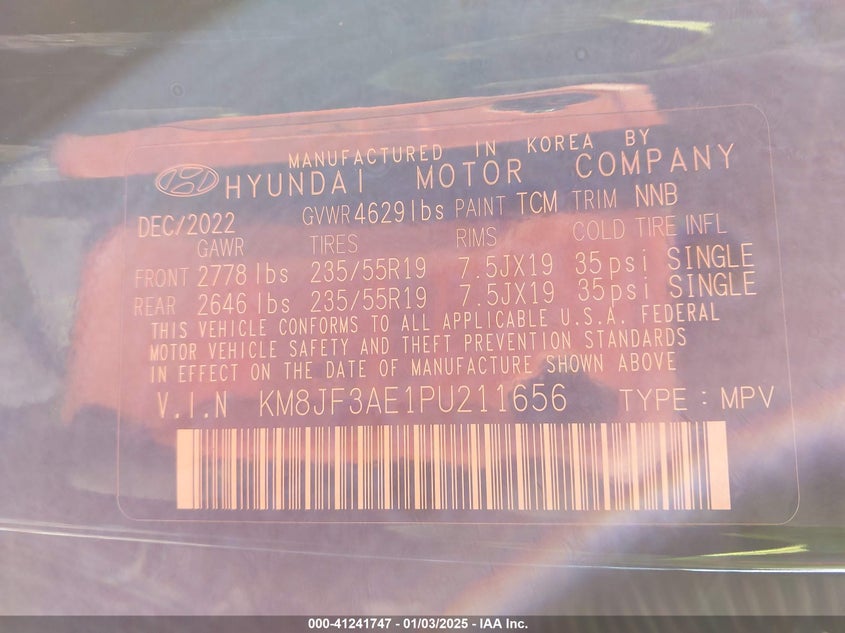 MANUFACTURED IN KOREA BY
HYUNDAI MOTOR COMPANY
DEC/2022 GVWR 4629 lbs PAINT TCM TRIM NNB
GAWR TIRES RIMS COLD TIRE INFL
FRONT 2778 lbs 235/55R19 7.5JX19 35psi SINGLE
REAR 2646 lbs 235/55R19 7.5JX19 35psi SINGLE
THIS VEHICLE CONFORMS TO ALL APPLICABLE U.S.A. FEDERAL
MOTOR VEHICLE SAFETY AND THEFT PREVENTION STANDARDS
IN EFFECT ON THE DATE OF MANUFACTURE SHOWN ABOVE
V.I.N KM8JF3AE1PU211656 TYPE : MPV
000-41241747 - 01/03/2025 - IAA Inc.